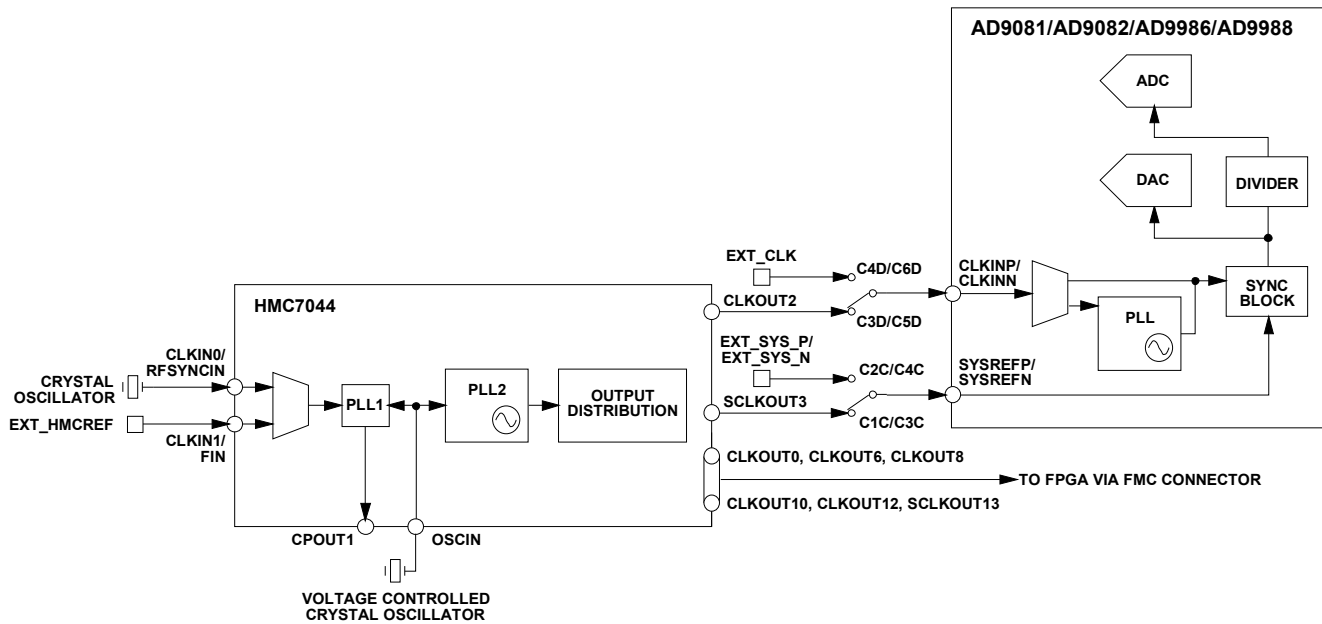 AD9081/AD9082/AD9986/AD9988
ADC
DAC
DIVIDER
EXT_CLK
C4D/C6D
CLKINP/
CLKINN
SYNC
BLOCK
HMC7044
CLKOUT2
C3D/C5D
PLL
EXT_SYS_P/
EXT_SYS_N
CLKIN0/
RFSYNCIN
C2C/C4C
SYSREFP/
SYSREFN
CRYSTAL
OSCILLATOR
PLL1
PLL2
OUTPUT
DISTRIBUTION
SCLKOUT3
C1C/C3C
EXT_HMCREF
CLKIN1/
FIN
CLKOUT0, CLKOUT6, CLKOUT8
TO FPGA VIA FMC CONNECTOR
CLKOUT10, CLKOUT12, SCLKOUT13
CPOUT1
OSCIN
VOLTAGE CONTROLLED
CRYSTAL OSCILLATOR